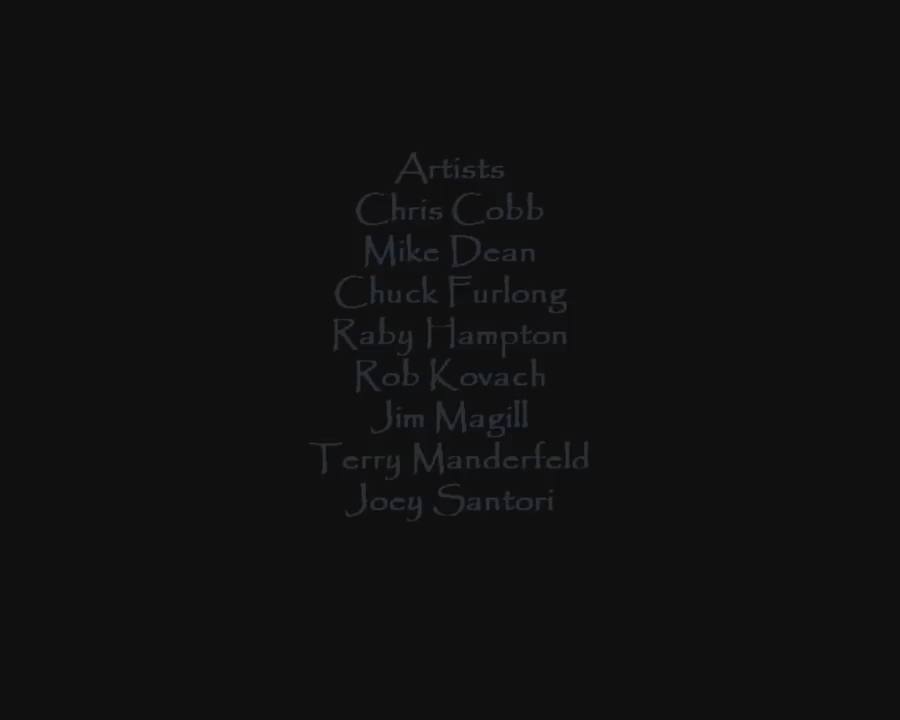 Artists
Chris Cobb
Mike Dean
Chuck Furlong
Raby Hampton
Rob Kovach
Jim Magill
Terry Manderfeld
Joey Santori